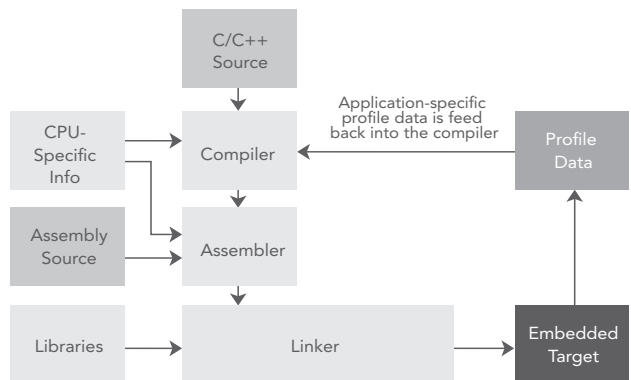 C/C++
Source
Application-specific
profile data is feed
back into the compiler
CPU-
Specific
Info
Compiler
Profile
Data
Assembly
Source
Assembler
Libraries
Linker
Embedded
Target